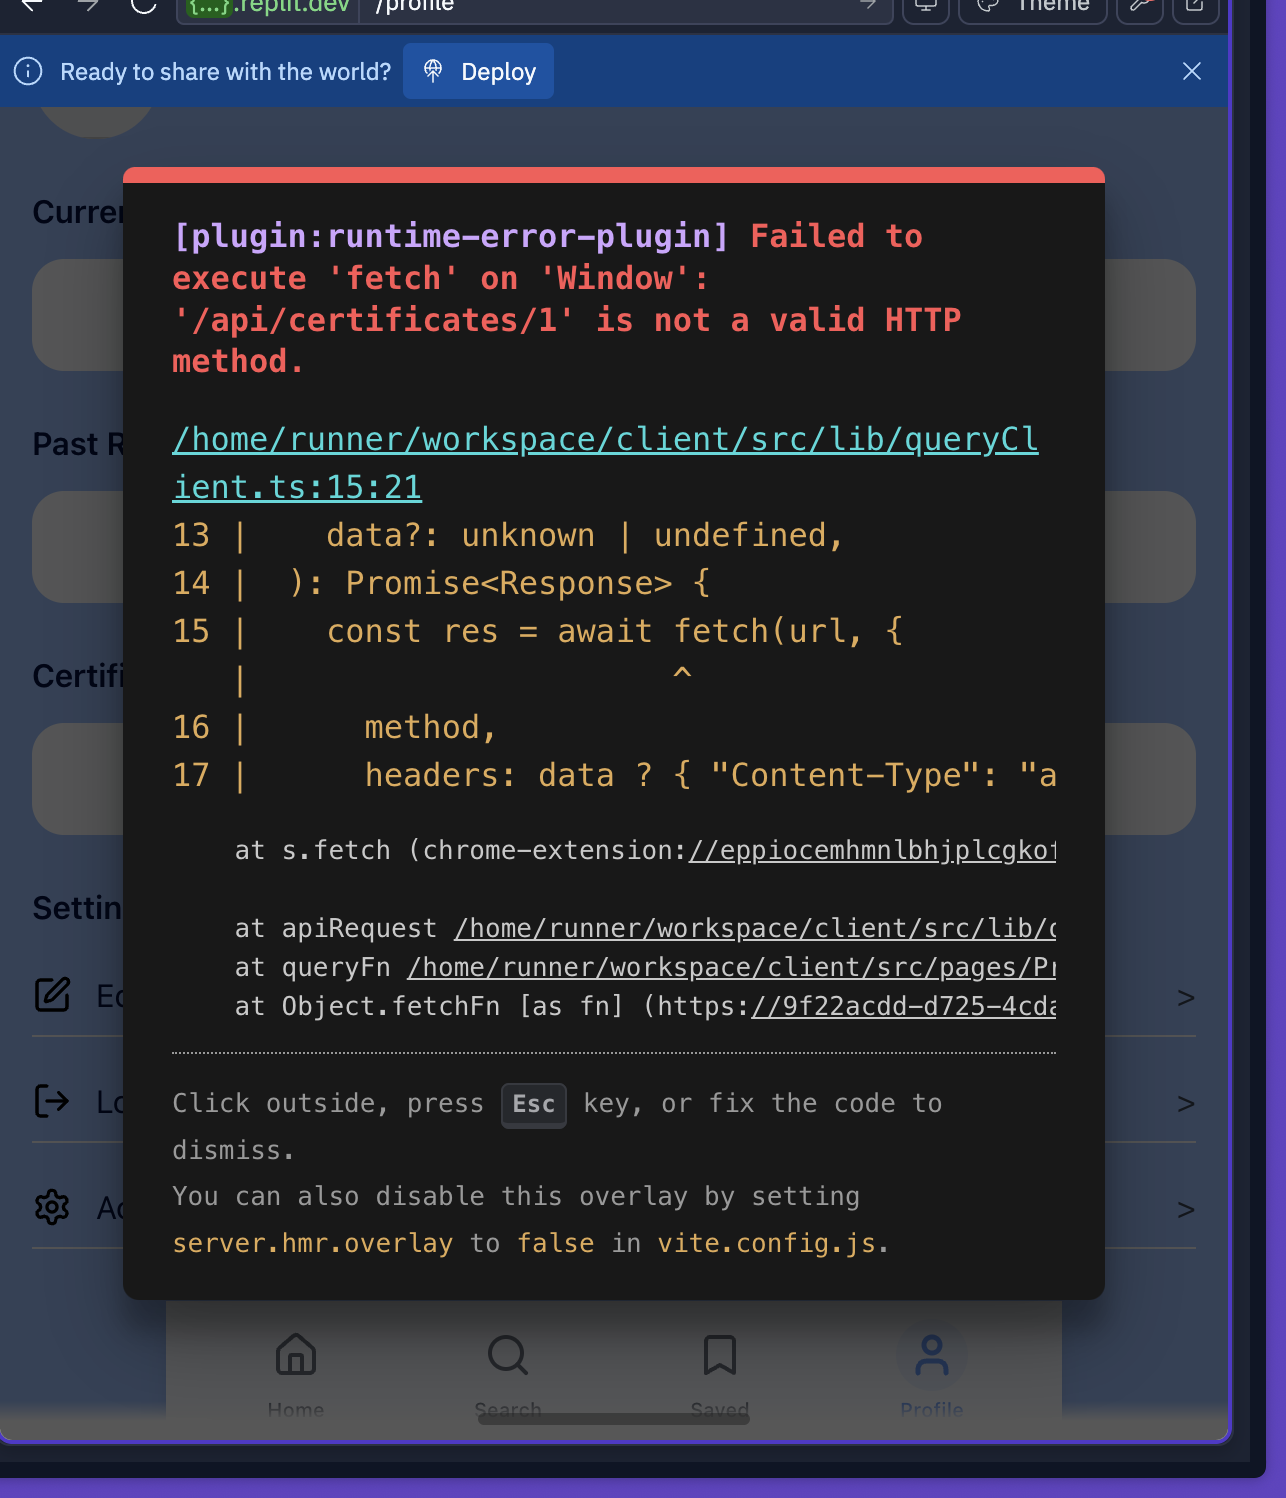 {...}.replit.dev /profile Theme
Ready to share with the world? Deploy
[plugin:runtime-error-plugin] Failed to
execute 'fetch' on 'Window':
'/api/certificates/1' is not a valid HTTP
method.
/home/runner/workspace/client/src/lib/queryCl
ient.ts:15:21
13 |    data?: unknown | undefined,
14 |  ): Promise<Response> {
15 |    const res = await fetch(url, {
   |                      ^
16 |      method,
17 |      headers: data ? { "Content-Type": "a
at s.fetch (chrome-extension://eppiocemhmnlbhjplcgkof
at apiRequest /home/runner/workspace/client/src/lib/
at queryFn /home/runner/workspace/client/src/pages/Pr
at Object.fetchFn [as fn] (https://9f22acdd-d725-4cda
Click outside, press Esc key, or fix the code to
dismiss.
You can also disable this overlay by setting
server.hmr.overlay to false in vite.config.js.
Curre
Past R
Certif
Settin
>
>
>
Home Search Saved Profile